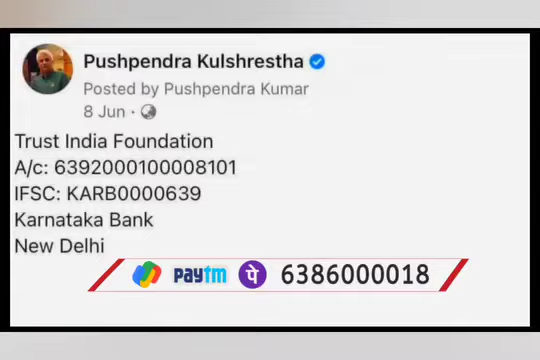 Pushpendra Kulshrestha
Posted by Pushpendra Kumar
8 Jun ·
Trust India Foundation
A/c: 6392000100008101
IFSC: KARB0000639
Karnataka Bank
New Delhi
paytm पे 6386000018